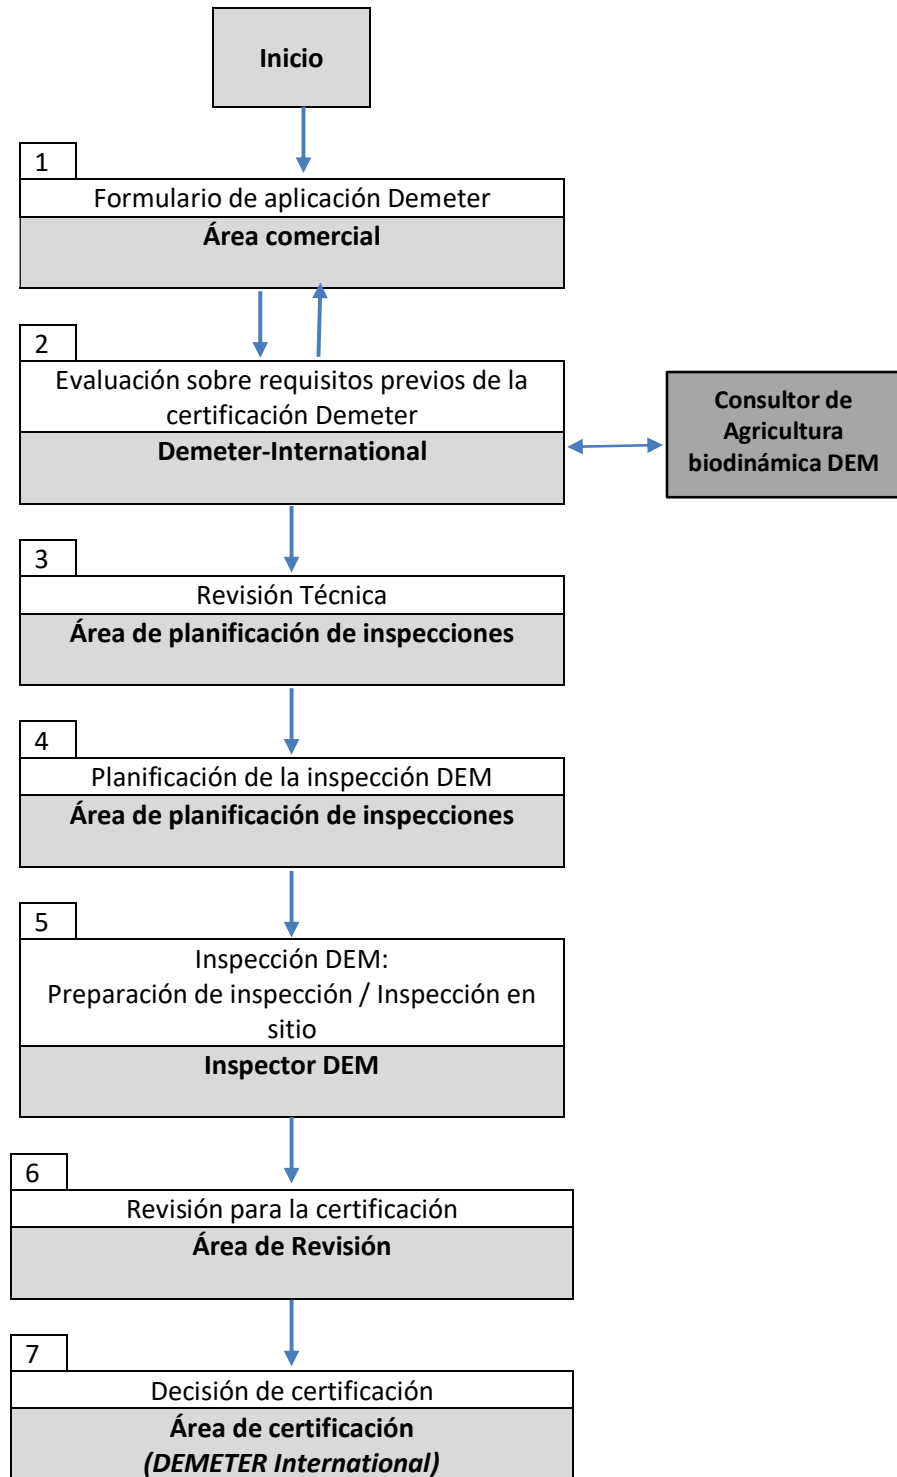 Inicio
1
Formulario de aplicación Demeter
Área comercial
2
Evaluación sobre requisitos previos de la
certificación Demeter
Demeter-International
Consultor de
Agricultura
biodinámica DEM
3
Revisión Técnica
Área de planificación de inspecciones
4
Planificación de la inspección DEM
Área de planificación de inspecciones
5
Inspección DEM:
Preparación de inspección / Inspección en
sitio
Inspector DEM
6
Revisión para la certificación
Área de Revisión
7
Decisión de certificación
Área de certificación
(DEMETER International)